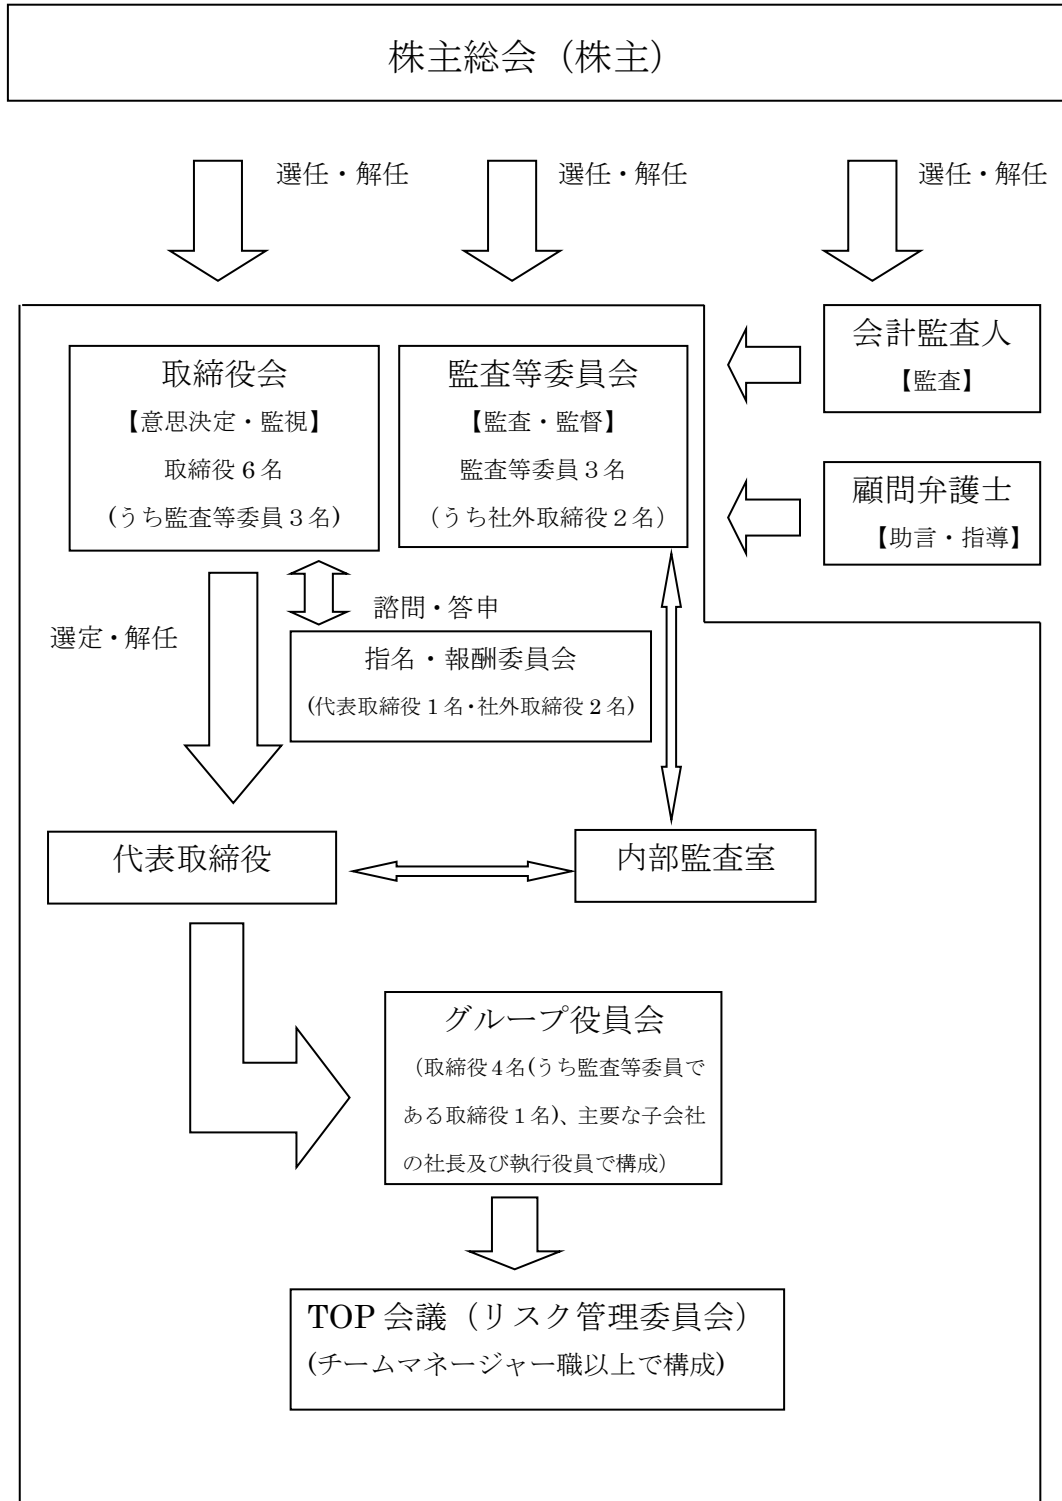 株主総会（株主）
選任・解任
選任・解任
選任・解任
取締役会
【意思決定・監視】
取締役 6 名
(うち監査等委員３名)
監査等委員会
【監査・監督】
監査等委員３名
（うち社外取締役２名）
会計監査人
【監査】
顧問弁護士
【助言・指導】
選定・解任
諮問・答申
指名・報酬委員会
(代表取締役１名・社外取締役 2 名)
代表取締役
内部監査室
グループ役員会
（取締役 4名(うち監査等委員で
ある取締役１名)、主要な子会社
の社長及び執行役員で構成）
TOP 会議（リスク管理委員会）
(チームマネージャー職以上で構成)